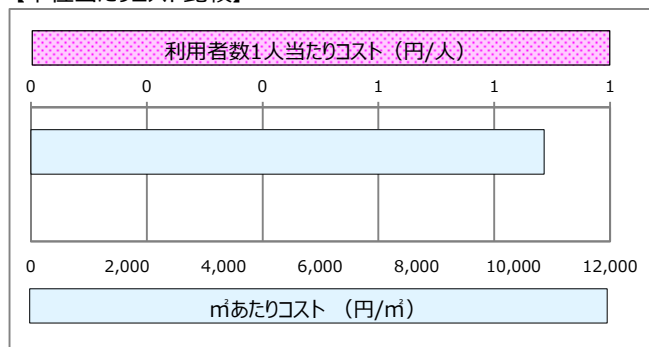 【単位当たりコスト比較】
利用者数1人当たりコスト（円/人）
0 0 0 1 1 1
0 2,000 4,000 6,000 8,000 10,000 12,000
㎡あたりコスト （円/㎡）